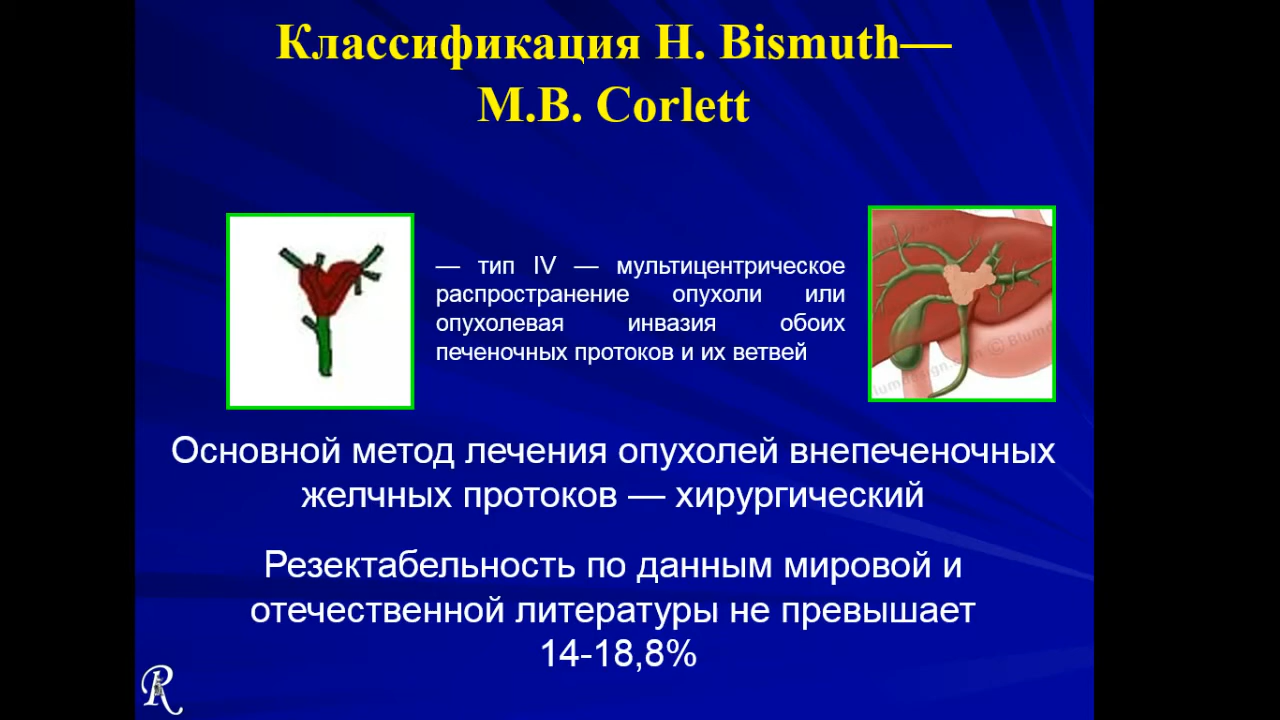 Классификация H. Bismuth—
M.B. Corlett
— тип IV — мультицентрическое
распространение опухоли или
опухолевая инвазия обоих
печеночных протоков и их ветвей
Основной метод лечения опухолей внепеченочных
желчных протоков — хирургический
Резектабельность по данным мировой и
отечественной литературы не превышает
14-18,8%
R